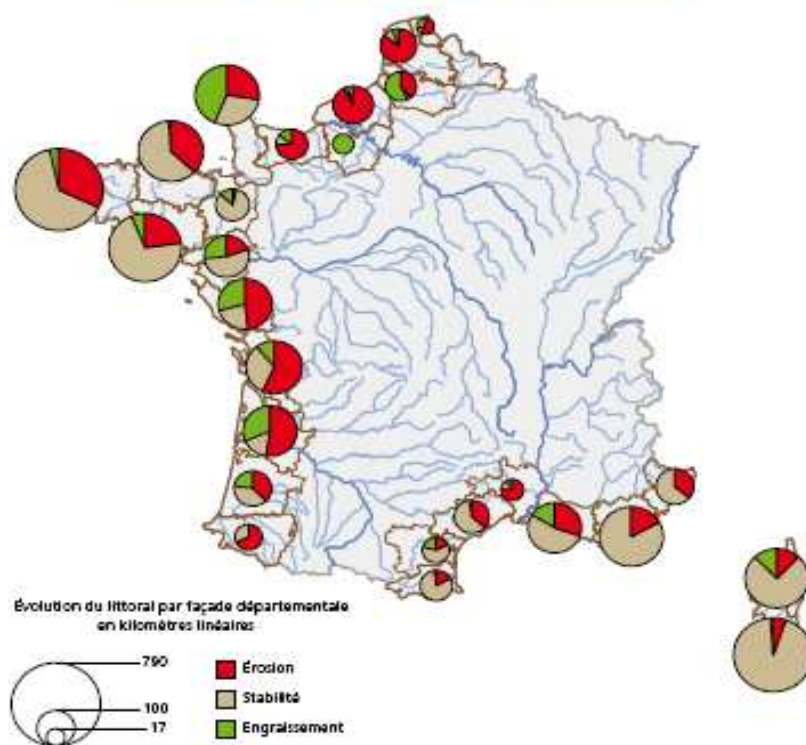 Évolution du littoral par façade départementale
en kilomètres linéaires
790
100
17
Érosion
Stabilité
Engraissement